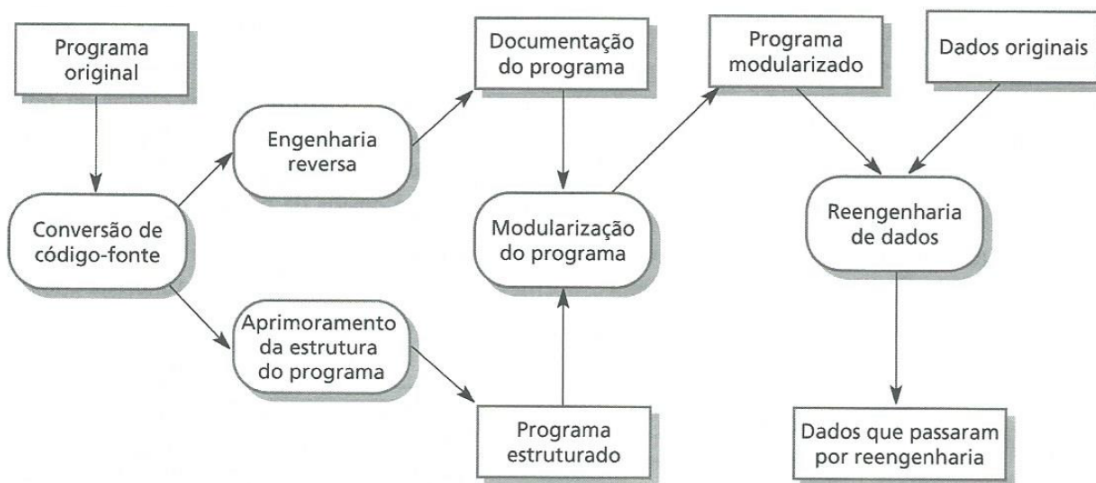 Programa
original
Documentação
do programa
Programa
modularizado
Dados originais
Engenharia
reversa
Conversão de
código-fonte
Modularização
do programa
Reengenharia
de dados
Aprimoramento
da estrutura
do programa
Programa
estruturado
Dados que passaram
por reengenharia